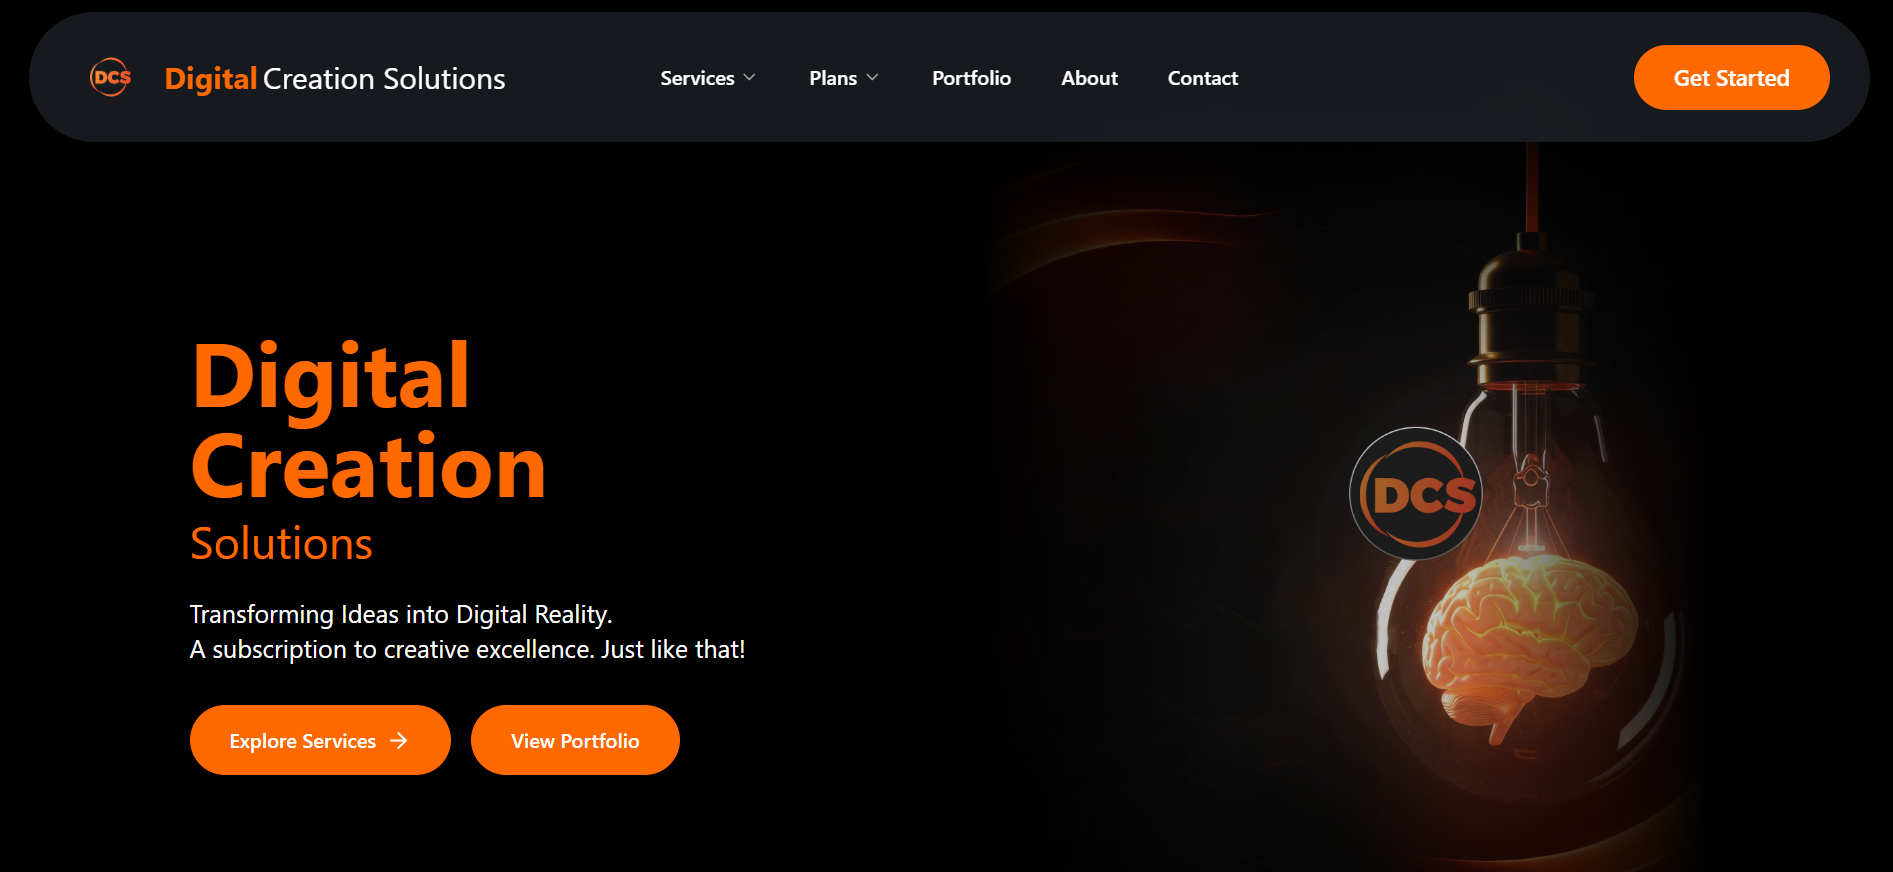 DCS
Digital Creation Solutions
Services
Plans
Portfolio
About
Contact
Get Started
Digital
Creation
Solutions
Transforming Ideas into Digital Reality.
A subscription to creative excellence. Just like that!
Explore Services
View Portfolio
DCS